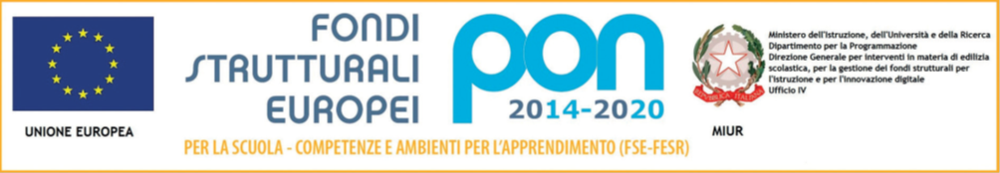 UNIONE EUROPEA
FONDI
STRUTTURALI
EUROPEI
pon
2014-2020
PER LA SCUOLA - COMPETENZE E AMBIENTI PER L'APPRENDIMENTO (FSE-FESR)
REPVBBLICA ITALIANA
MIUR
Ministero dell'Istruzione, dell'Università e della Ricerca
Dipartimento per la Programmazione
Direzione Generale per interventi in materia di edilizia
scolastica, per la gestione dei fondi strutturali per
l'istruzione e per l'innovazione digitale
Ufficio IV